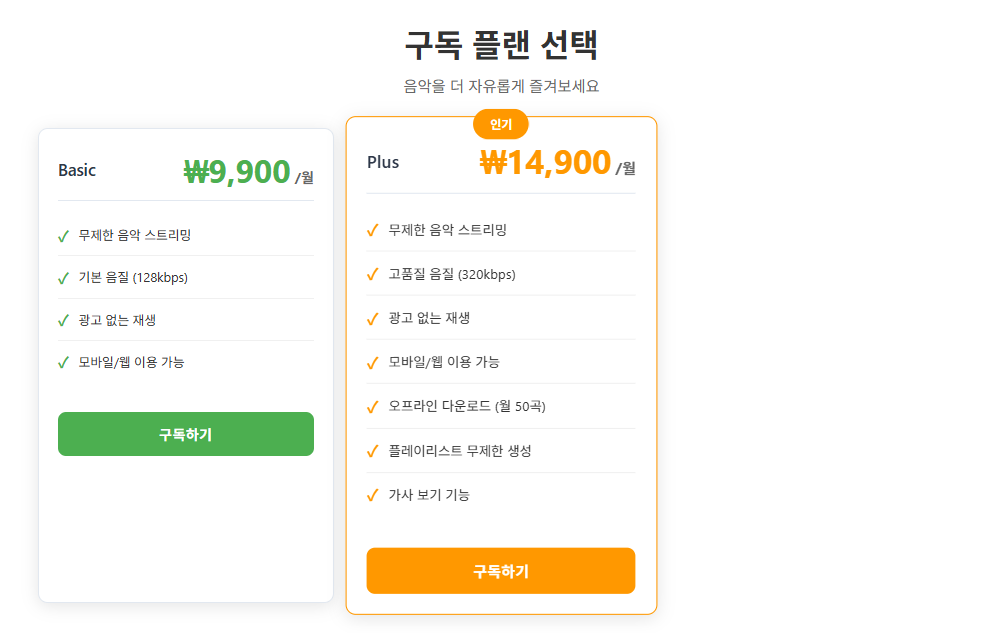 구독 플랜 선택
음악을 더 자유롭게 즐겨보세요
Basic
₩9,900 /월
✓ 무제한 음악 스트리밍
✓ 기본 음질 (128kbps)
✓ 광고 없는 재생
✓ 모바일/웹 이용 가능
구독하기
인기
Plus
₩14,900 /월
✓ 무제한 음악 스트리밍
✓ 고품질 음질 (320kbps)
✓ 광고 없는 재생
✓ 모바일/웹 이용 가능
✓ 오프라인 다운로드 (월 50곡)
✓ 플레이리스트 무제한 생성
✓ 가사 보기 기능
구독하기